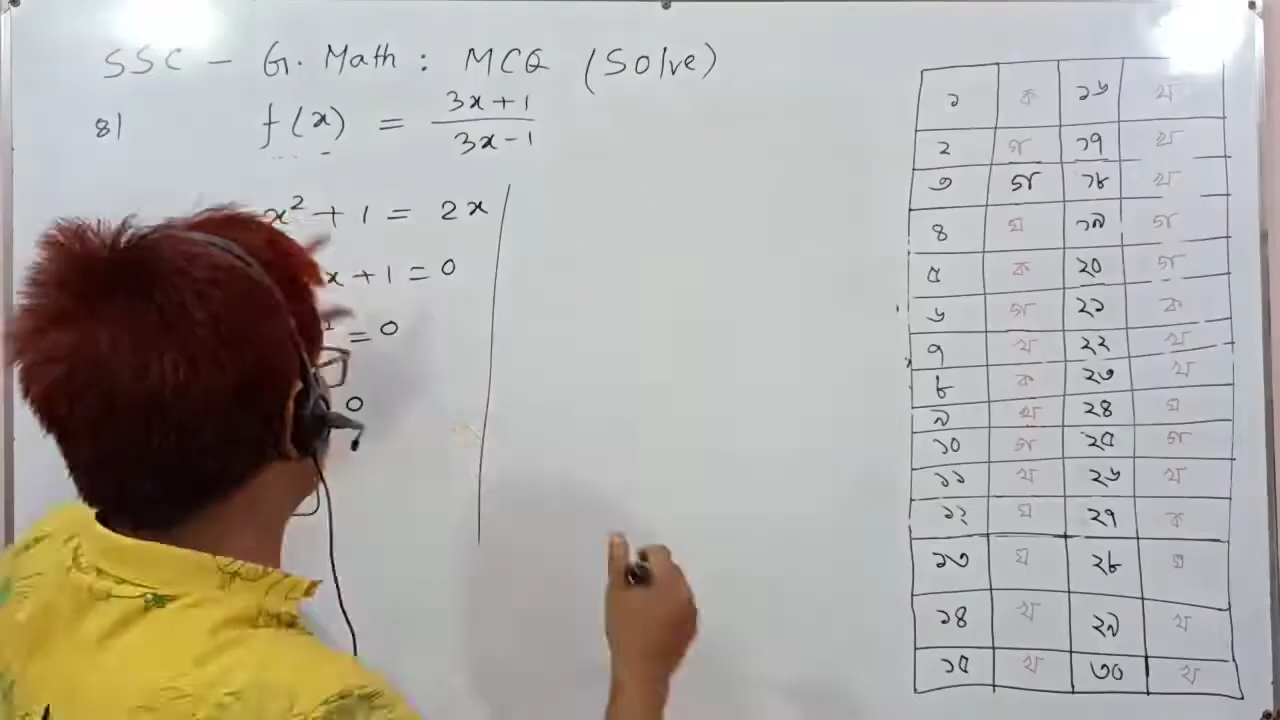 SSC - G. Math : MCQ (Solve)
8| f(x) = 3x+1 / 3x-1
x² + 1 = 2x
x + 1 = 0
= 0
0
১ ক ১৬ খ
২ গ ১৭ খ
৩ গ ১৮ খ
৪ ঘ ১৯ গ
৫ ক ২০ গ
৬ গ ২১ ক
৭ খ ২২ খ
৮ ক ২৩ খ
৯ খ ২৪ ঘ
১০ গ ২৫ গ
১১ খ ২৬ খ
১২ ঘ ২৭ ক
১৩ ঘ ২৮ ঘ
১৪ খ ২৯ খ
১৫ খ ৩০ খ